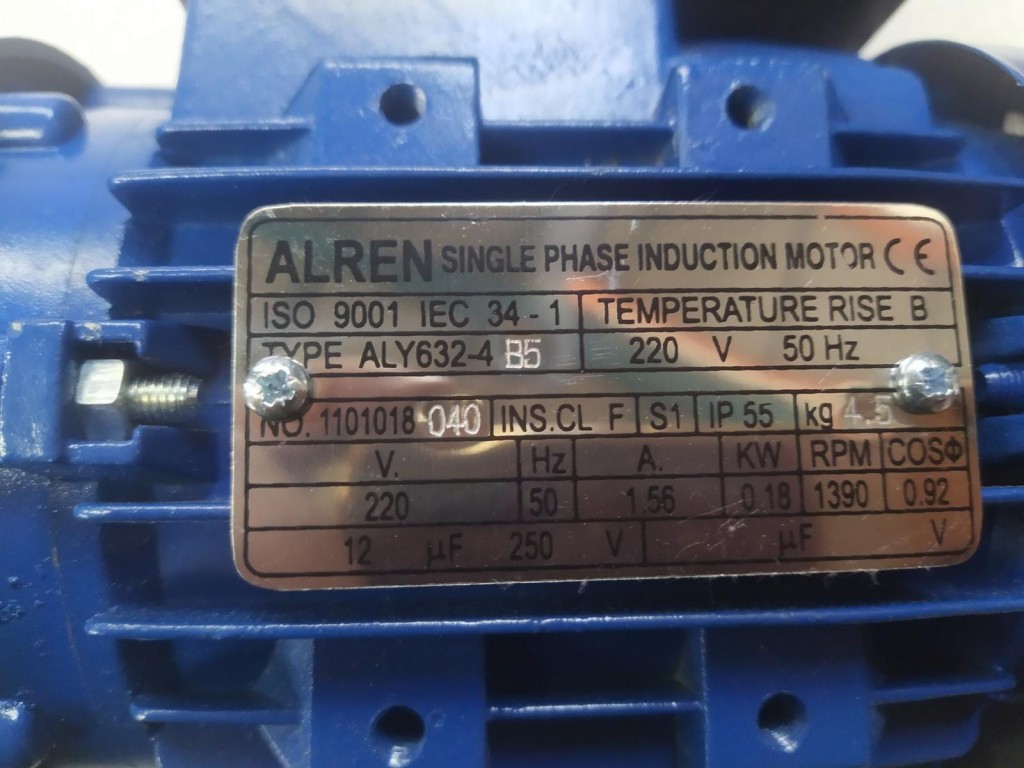 ALREN SINGLE PHASE INDUCTION MOTOR CE
ISO 9001 IEC 34-1 TEMPERATURE RISE B
TYPE ALY632-4 B5 220 V 50 Hz
NO. 1101018-040 INS.CL F S1 IP 55 kg 4.5
V. Hz A. KW RPM COSΦ
220 50 1.56 0.18 1390 0.92
12 µF 250 V µF V